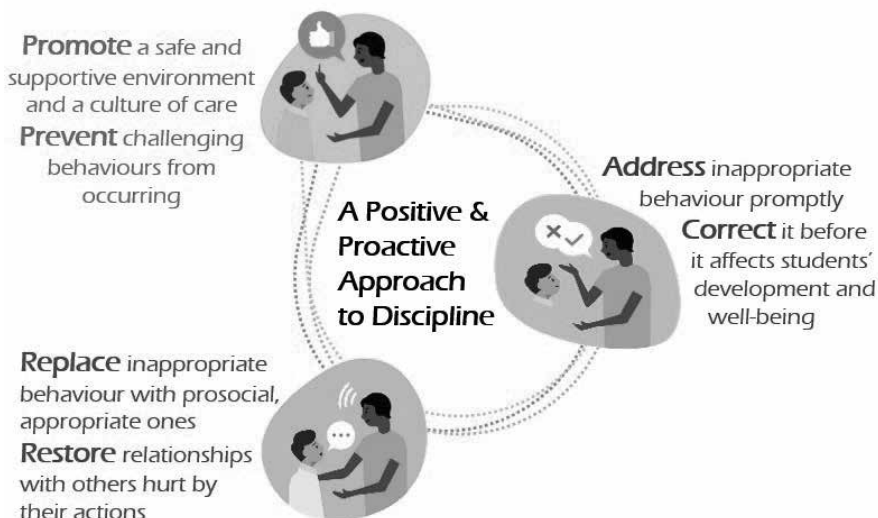 Promote a safe and
supportive environment
and a culture of care
Prevent challenging
behaviours from
occurring
A Positive &
Proactive
Approach
to Discipline
Address inappropriate
behaviour promptly
Correct it before
it affects students'
development and
well-being
Replace inappropriate
behaviour with prosocial,
appropriate ones
Restore relationships
with others hurt by
their actions